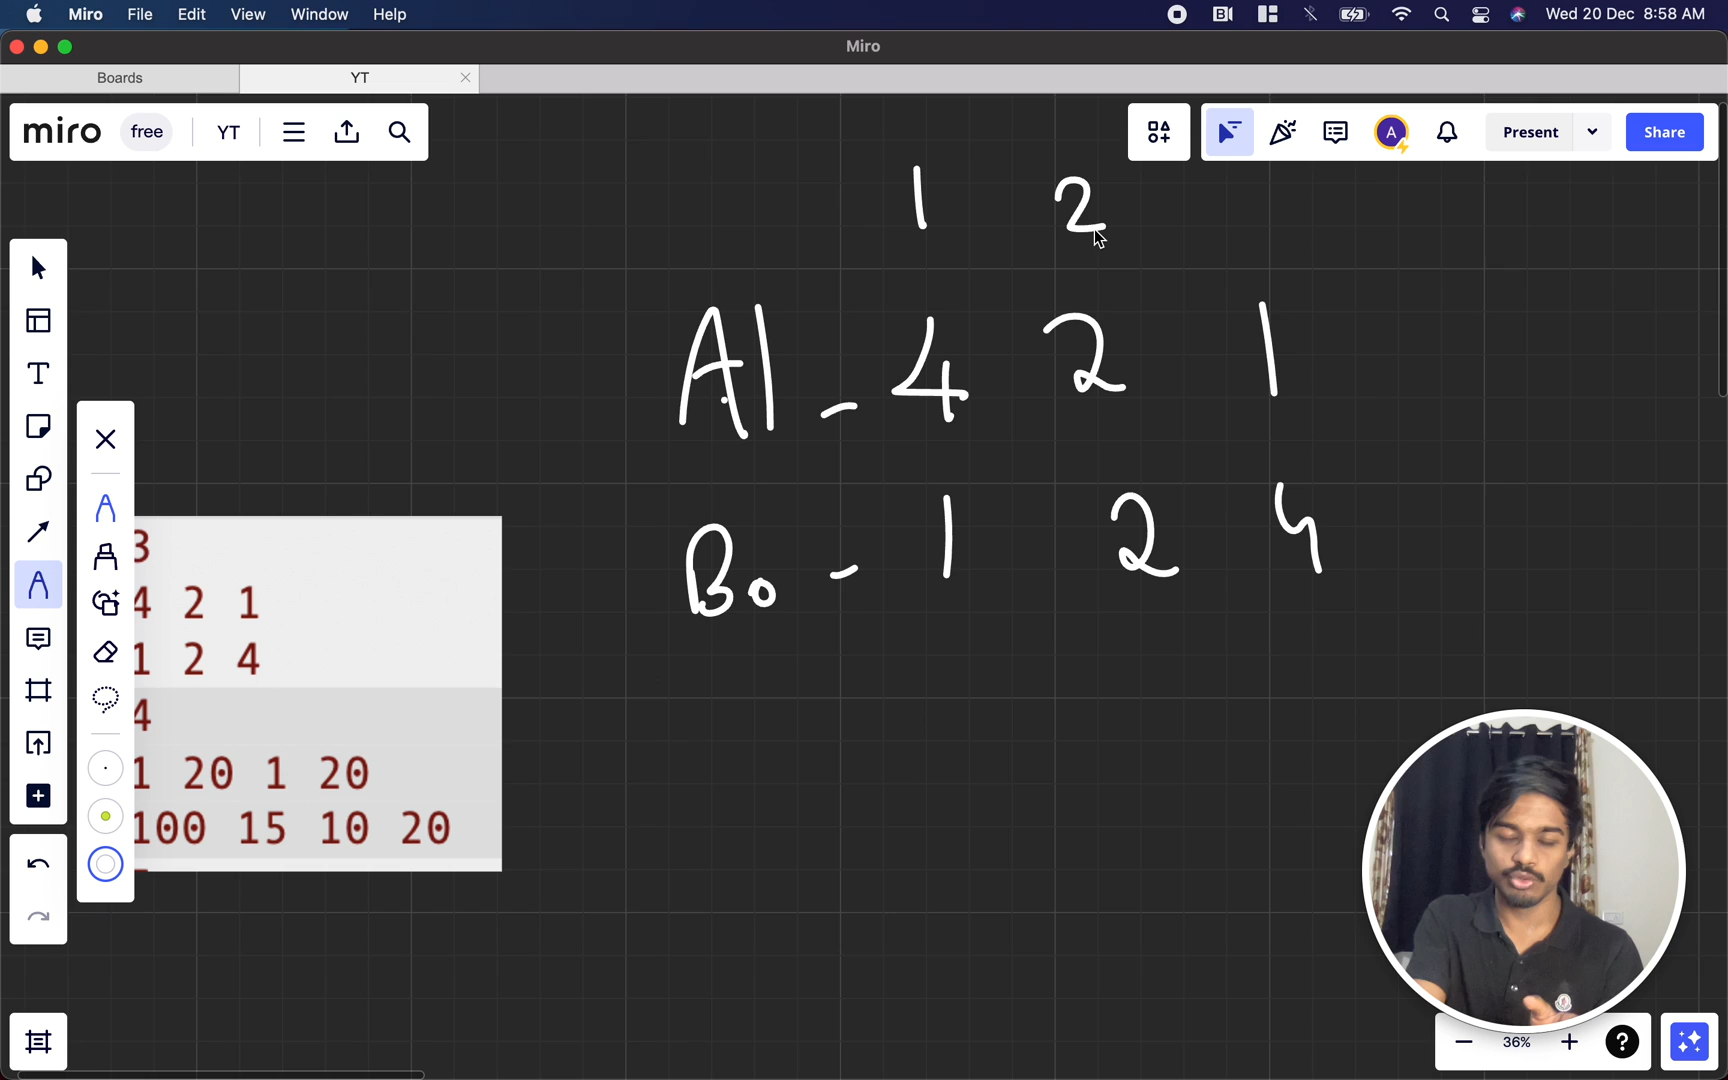 Miro File Edit View Window Help
Wed 20 Dec 8:58 AM
Miro
Boards
YT
miro free YT
A
Present
Share
1 2
Al - 4 2 1
Bo - 1 2 4
3
4 2 1
1 2 4
4
1 20 1 20
100 15 10 20
36%
?